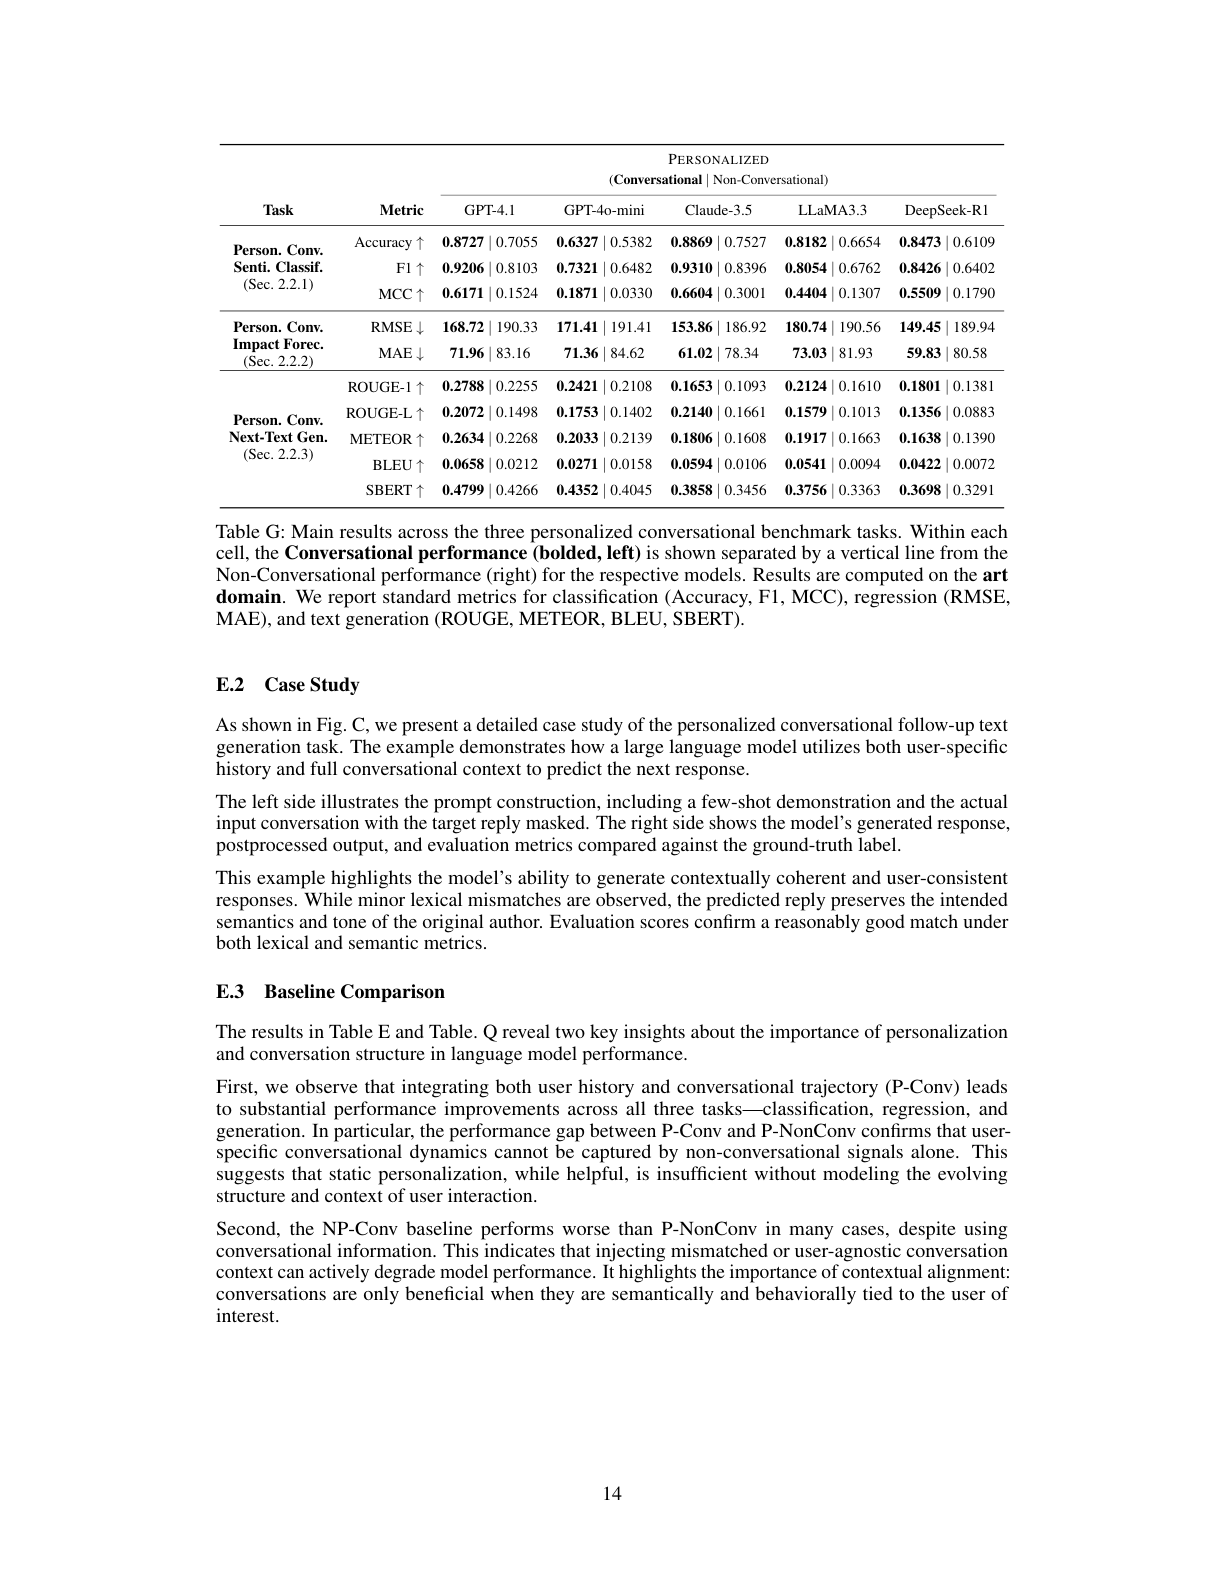 PERSONALIZED
(Conversational | Non-Conversational)
Task Metric GPT-4.1 GPT-4o-mini Claude-3.5 LLaMA3.3 DeepSeek-R1
Person. Conv.
Senti. Classif.
(Sec. 2.2.1)
Accuracy ↑ 0.8727 | 0.7055 0.6327 | 0.5382 0.8869 | 0.7527 0.8182 | 0.6654 0.8473 | 0.6109
F1 ↑ 0.9206 | 0.8103 0.7321 | 0.6482 0.9310 | 0.8396 0.8054 | 0.6762 0.8426 | 0.6402
MCC ↑ 0.6171 | 0.1524 0.1871 | 0.0330 0.6604 | 0.3001 0.4404 | 0.1307 0.5509 | 0.1790
Person. Conv.
Impact Forec.
(Sec. 2.2.2)
RMSE ↓ 168.72 | 190.33 171.41 | 191.41 153.86 | 186.92 180.74 | 190.56 149.45 | 189.94
MAE ↓ 71.96 | 83.16 71.36 | 84.62 61.02 | 78.34 73.03 | 81.93 59.83 | 80.58
Person. Conv.
Next-Text Gen.
(Sec. 2.2.3)
ROUGE-1 ↑ 0.2788 | 0.2255 0.2421 | 0.2108 0.1653 | 0.1093 0.2124 | 0.1610 0.1801 | 0.1381
ROUGE-L ↑ 0.2072 | 0.1498 0.1753 | 0.1402 0.2140 | 0.1661 0.1579 | 0.1013 0.1356 | 0.0883
METEOR ↑ 0.2634 | 0.2268 0.2033 | 0.2139 0.1806 | 0.1608 0.1917 | 0.1663 0.1638 | 0.1390
BLEU ↑ 0.0658 | 0.0212 0.0271 | 0.0158 0.0594 | 0.0106 0.0541 | 0.0094 0.0422 | 0.0072
SBERT ↑ 0.4799 | 0.4266 0.4352 | 0.4045 0.3858 | 0.3456 0.3756 | 0.3363 0.3698 | 0.3291
Table G: Main results across the three personalized conversational benchmark tasks. Within each
cell, the Conversational performance (bolded, left) is shown separated by a vertical line from the
Non-Conversational performance (right) for the respective models. Results are computed on the art
domain. We report standard metrics for classification (Accuracy, F1, MCC), regression (RMSE,
MAE), and text generation (ROUGE, METEOR, BLEU, SBERT).
E.2 Case Study
As shown in Fig. C, we present a detailed case study of the personalized conversational follow-up text
generation task. The example demonstrates how a large language model utilizes both user-specific
history and full conversational context to predict the next response.
The left side illustrates the prompt construction, including a few-shot demonstration and the actual
input conversation with the target reply masked. The right side shows the model's generated response,
postprocessed output, and evaluation metrics compared against the ground-truth label.
This example highlights the model's ability to generate contextually coherent and user-consistent
responses. While minor lexical mismatches are observed, the predicted reply preserves the intended
semantics and tone of the original author. Evaluation scores confirm a reasonably good match under
both lexical and semantic metrics.
E.3 Baseline Comparison
The results in Table E and Table. Q reveal two key insights about the importance of personalization
and conversation structure in language model performance.
First, we observe that integrating both user history and conversational trajectory (P-Conv) leads
to substantial performance improvements across all three tasks—classification, regression, and
generation. In particular, the performance gap between P-Conv and P-NonConv confirms that user-
specific conversational dynamics cannot be captured by non-conversational signals alone. This
suggests that static personalization, while helpful, is insufficient without modeling the evolving
structure and context of user interaction.
Second, the NP-Conv baseline performs worse than P-NonConv in many cases, despite using
conversational information. This indicates that injecting mismatched or user-agnostic conversation
context can actively degrade model performance. It highlights the importance of contextual alignment:
conversations are only beneficial when they are semantically and behaviorally tied to the user of
interest.
14